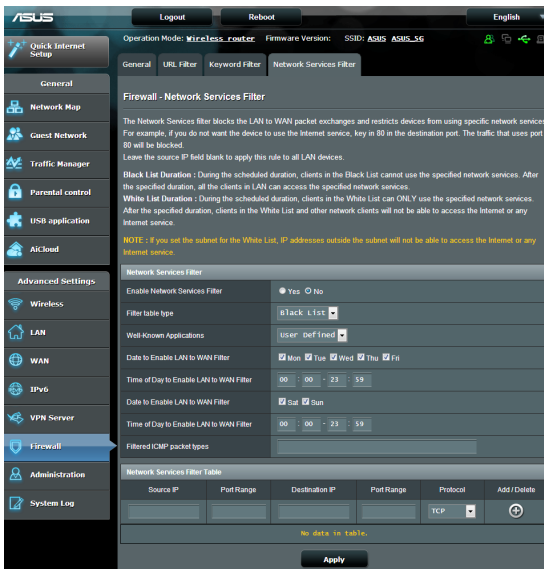 ASUS
Logout
Reboot
English
Quick Internet
Setup
Operation Mode: Wireless router Firmware Version: SSID: ASUS ASUS_5G
General URL Filter Keyword Filter Network Services Filter
General
Network Map
Guest Network
Traffic Manager
Parental control
USB application
AiCloud
Advanced Settings
Wireless
LAN
WAN
IPv6
VPN Server
Firewall
Administration
System Log
Firewall - Network Services Filter
The Network Services filter blocks the LAN to WAN packet exchanges and restricts devices from using specific network services.
For example, if you do not want the device to use the Internet service, key in 80 in the destination port. The traffic that uses port
80 will be blocked.
Leave the source IP field blank to apply this rule to all LAN devices.
Black List Duration : During the scheduled duration, clients in the Black List cannot use the specified network services. After
the specified duration, all the clients in LAN can access the specified network services.
White List Duration : During the scheduled duration, clients in the White List can ONLY use the specified network services.
After the specified duration, clients in the White List and other network clients will not be able to access the Internet or any
Internet service.
NOTE : If you set the subnet for the White List, IP addresses outside the subnet will not be able to access the Internet or any
Internet service.
Network Services Filter
Enable Network Services Filter Yes No
Filter table type Black List
Well-Known Applications User Defined
Date to Enable LAN to WAN Filter Mon Tue Wed Thu Fri
Time of Day to Enable LAN to WAN Filter 00 : 00 - 23 : 59
Date to Enable LAN to WAN Filter Sat Sun
Time of Day to Enable LAN to WAN Filter 00 : 00 - 23 : 59
Filtered ICMP packet types
Network Services Filter Table
Source IP Port Range Destination IP Port Range Protocol Add / Delete
TCP
No data in table.
Apply